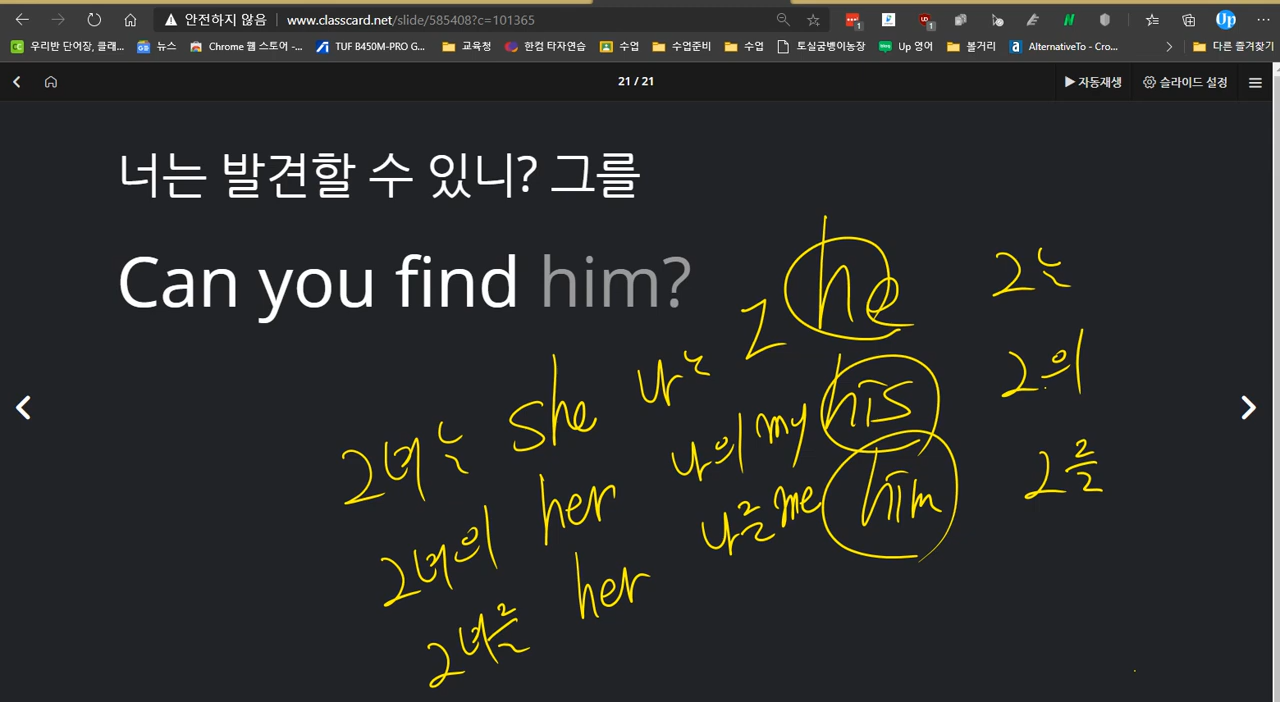 안전하지 않음 www.classcard.net/slide/585408?c=101365
우리반 단어장, 클래... 뉴스 Chrome 웹 스토어 -... TUF B450M-PRO G... 교육청 한컴 타자연습 수업 수업준비 수업 토실굼벵이농장 Up 영어 볼거리 AlternativeTo - Cro... 다른 즐겨찾기
21 / 21 자동재생 슬라이드 설정
너는 발견할 수 있니? 그를
Can you find him?
그녀는 she 나는 I he 그는
그녀의 her 나의 my his 그의
그녀를 her 나를 me him 그를